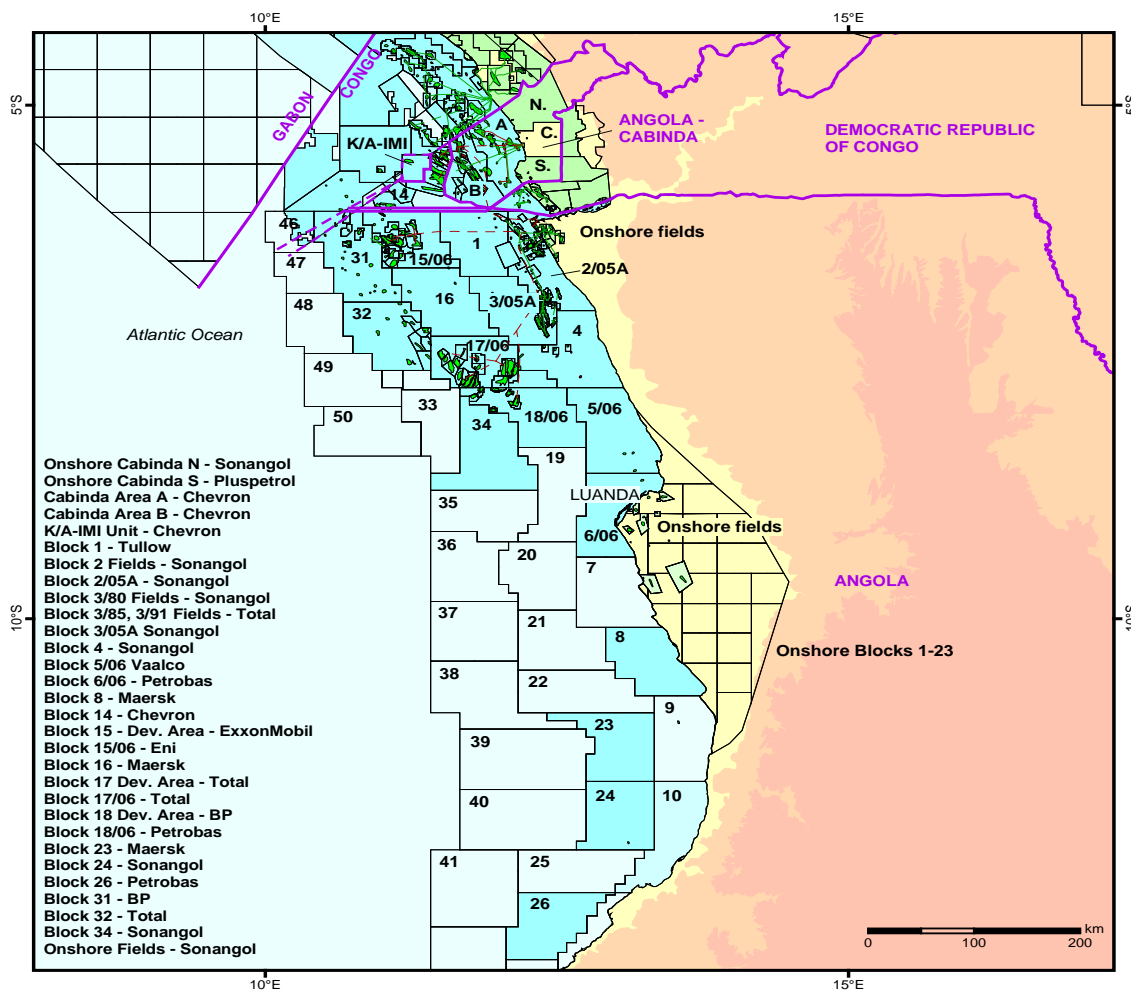 10°E
15°E
5°S
5°S
GABON
CONGO
N.
A
C.
ANGOLA -
CABINDA
DEMOCRATIC REPUBLIC
OF CONGO
K/A-IMI
S.
B
14
46
Onshore fields
1
31
15/06
47
2/05A
16
3/05A
48
32
4
Atlantic Ocean
17/06
49
33
5/06
50
34
18/06
19
Onshore Cabinda N - Sonangol
Onshore Cabinda S - Pluspetrol
Cabinda Area A - Chevron
Cabinda Area B - Chevron
K/A-IMI Unit - Chevron
Block 1 - Tullow
Block 2 Fields - Sonangol
Block 2/05A - Sonangol
Block 3/80 Fields - Sonangol
Block 3/85, 3/91 Fields - Total
Block 3/05A Sonangol
Block 4 - Sonangol
Block 5/06 Vaalco
Block 6/06 - Petrobas
Block 8 - Maersk
Block 14 - Chevron
Block 15 - Dev. Area - ExxonMobil
Block 15/06 - Eni
Block 16 - Maersk
Block 17 Dev. Area - Total
Block 17/06 - Total
Block 18 Dev. Area - BP
Block 18/06 - Petrobas
Block 23 - Maersk
Block 24 - Sonangol
Block 26 - Petrobas
Block 31 - BP
Block 32 - Total
Block 34 - Sonangol
Onshore Fields - Sonangol
LUANDA
35
Onshore fields
36
6/06
20
7
ANGOLA
37
10°S
10°S
21
8
Onshore Blocks 1-23
38
22
9
23
39
40
24
10
41
25
26
km
0
100
200
10°E
15°E